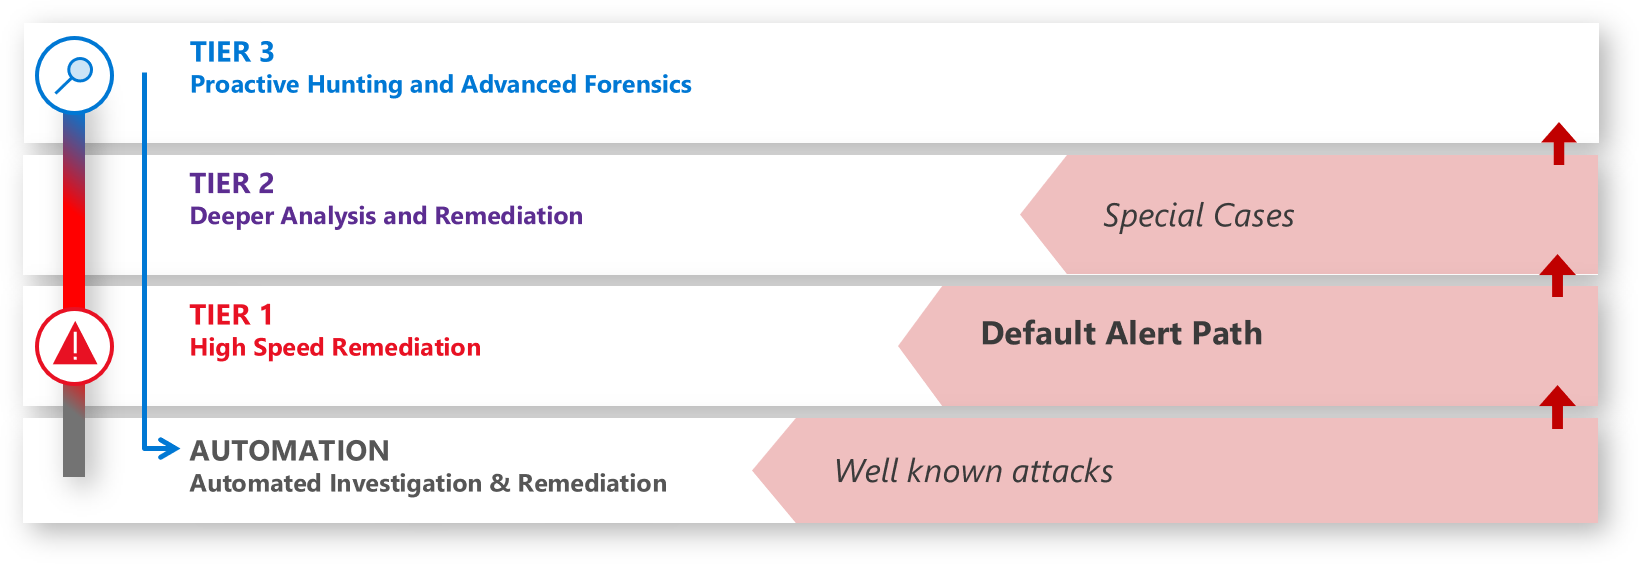 TIER 3
Proactive Hunting and Advanced Forensics
TIER 2
Deeper Analysis and Remediation
Special Cases
TIER 1
High Speed Remediation
Default Alert Path
AUTOMATION
Automated Investigation & Remediation
Well known attacks